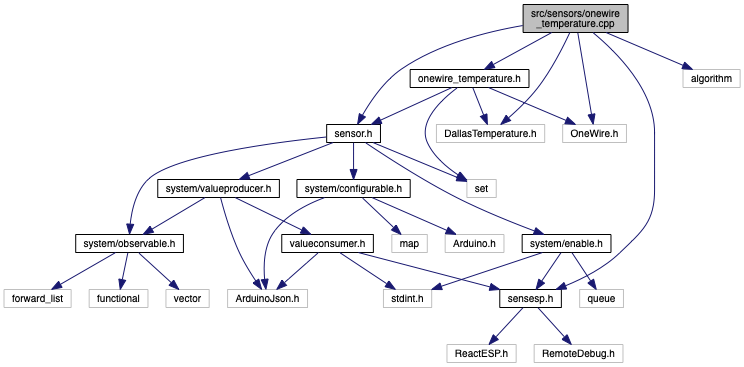 src/sensors/onewire
_temperature.cpp
onewire_temperature.h
algorithm
sensor.h
DallasTemperature.h
OneWire.h
system/valueproducer.h
system/configurable.h
set
system/observable.h
valueconsumer.h
map
Arduino.h
system/enable.h
forward_list
functional
vector
ArduinoJson.h
stdint.h
sensesp.h
queue
ReactESP.h
RemoteDebug.h